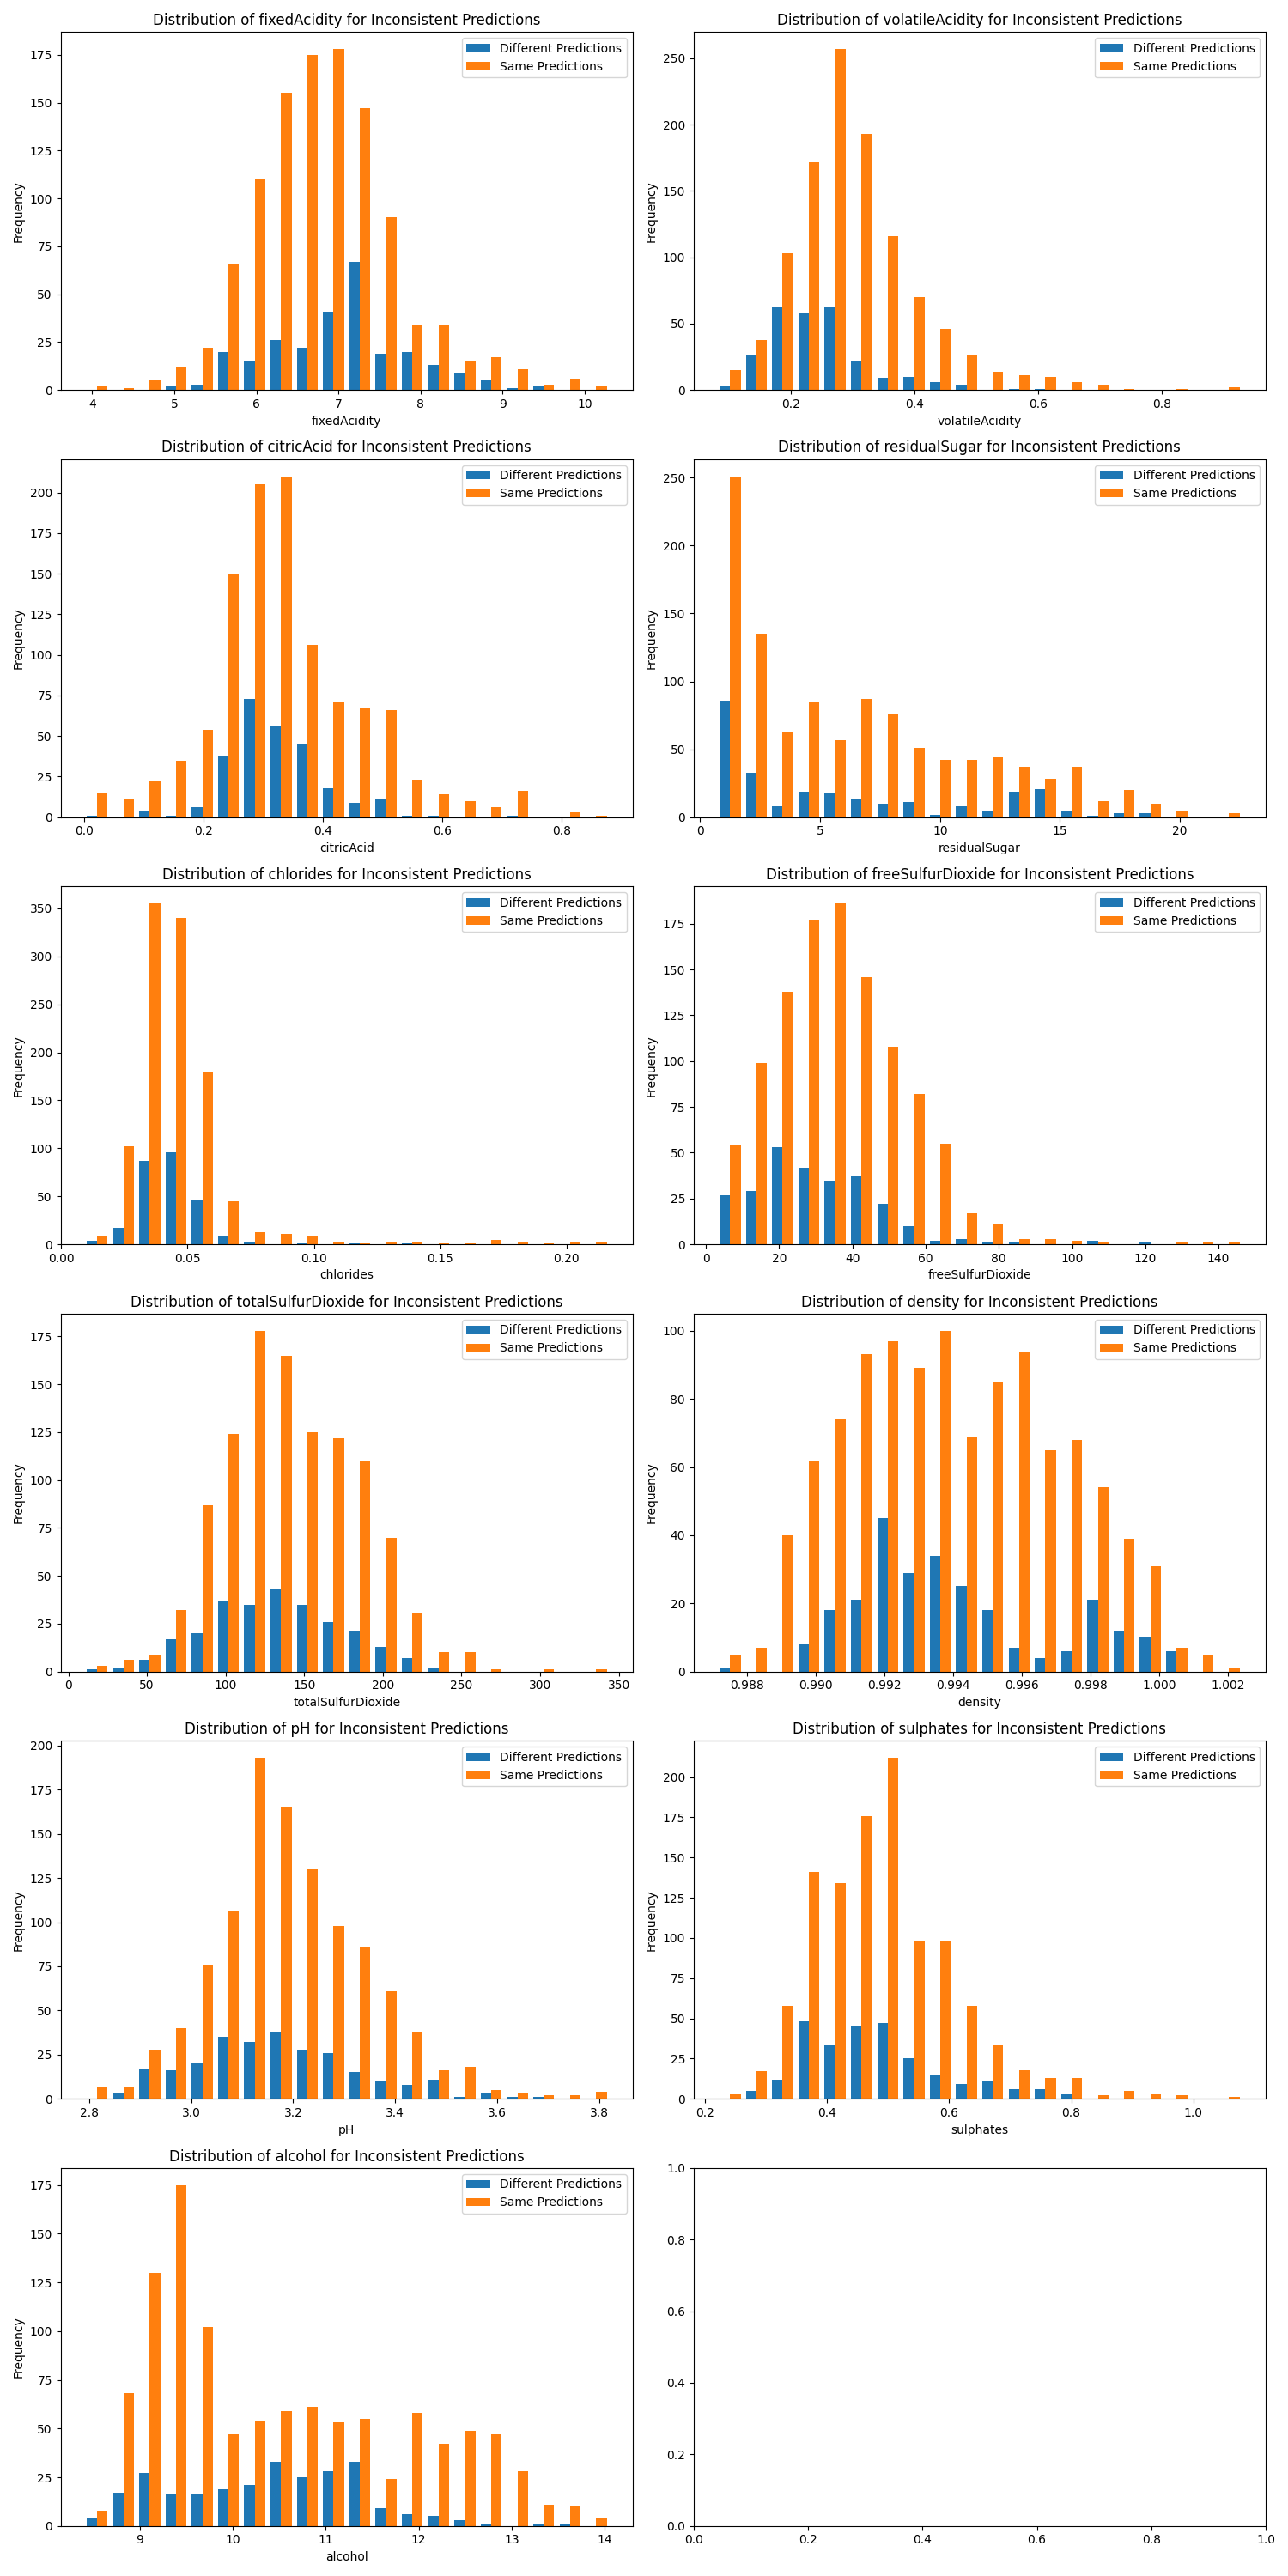 Distribution of fixedAcidity for Inconsistent Predictions
Different Predictions
Same Predictions
175
150
125
100
75
50
25
0
Frequency
4 5 6 7 8 9 10
fixedAcidity
Distribution of volatileAcidity for Inconsistent Predictions
Different Predictions
Same Predictions
250
200
150
100
50
0
Frequency
0.2 0.4 0.6 0.8
volatileAcidity
Distribution of citricAcid for Inconsistent Predictions
Different Predictions
Same Predictions
200
175
150
125
100
75
50
25
0
Frequency
0.0 0.2 0.4 0.6 0.8
citricAcid
Distribution of residualSugar for Inconsistent Predictions
Different Predictions
Same Predictions
250
200
150
100
50
0
Frequency
0 5 10 15 20
residualSugar
Distribution of chlorides for Inconsistent Predictions
Different Predictions
Same Predictions
350
300
250
200
150
100
50
0
Frequency
0.00 0.05 0.10 0.15 0.20
chlorides
Distribution of freeSulfurDioxide for Inconsistent Predictions
Different Predictions
Same Predictions
175
150
125
100
75
50
25
0
Frequency
0 20 40 60 80 100 120 140
freeSulfurDioxide
Distribution of totalSulfurDioxide for Inconsistent Predictions
Different Predictions
Same Predictions
175
150
125
100
75
50
25
0
Frequency
0 50 100 150 200 250 300 350
totalSulfurDioxide
Distribution of density for Inconsistent Predictions
Different Predictions
Same Predictions
100
80
60
40
20
0
Frequency
0.988 0.990 0.992 0.994 0.996 0.998 1.000 1.002
density
Distribution of pH for Inconsistent Predictions
Different Predictions
Same Predictions
200
175
150
125
100
75
50
25
0
Frequency
2.8 3.0 3.2 3.4 3.6 3.8
pH
Distribution of sulphates for Inconsistent Predictions
Different Predictions
Same Predictions
200
175
150
125
100
75
50
25
0
Frequency
0.2 0.4 0.6 0.8 1.0
sulphates
Distribution of alcohol for Inconsistent Predictions
Different Predictions
Same Predictions
175
150
125
100
75
50
25
0
Frequency
9 10 11 12 13 14
alcohol
1.0
0.8
0.6
0.4
0.2
0.0
0.0 0.2 0.4 0.6 0.8 1.0